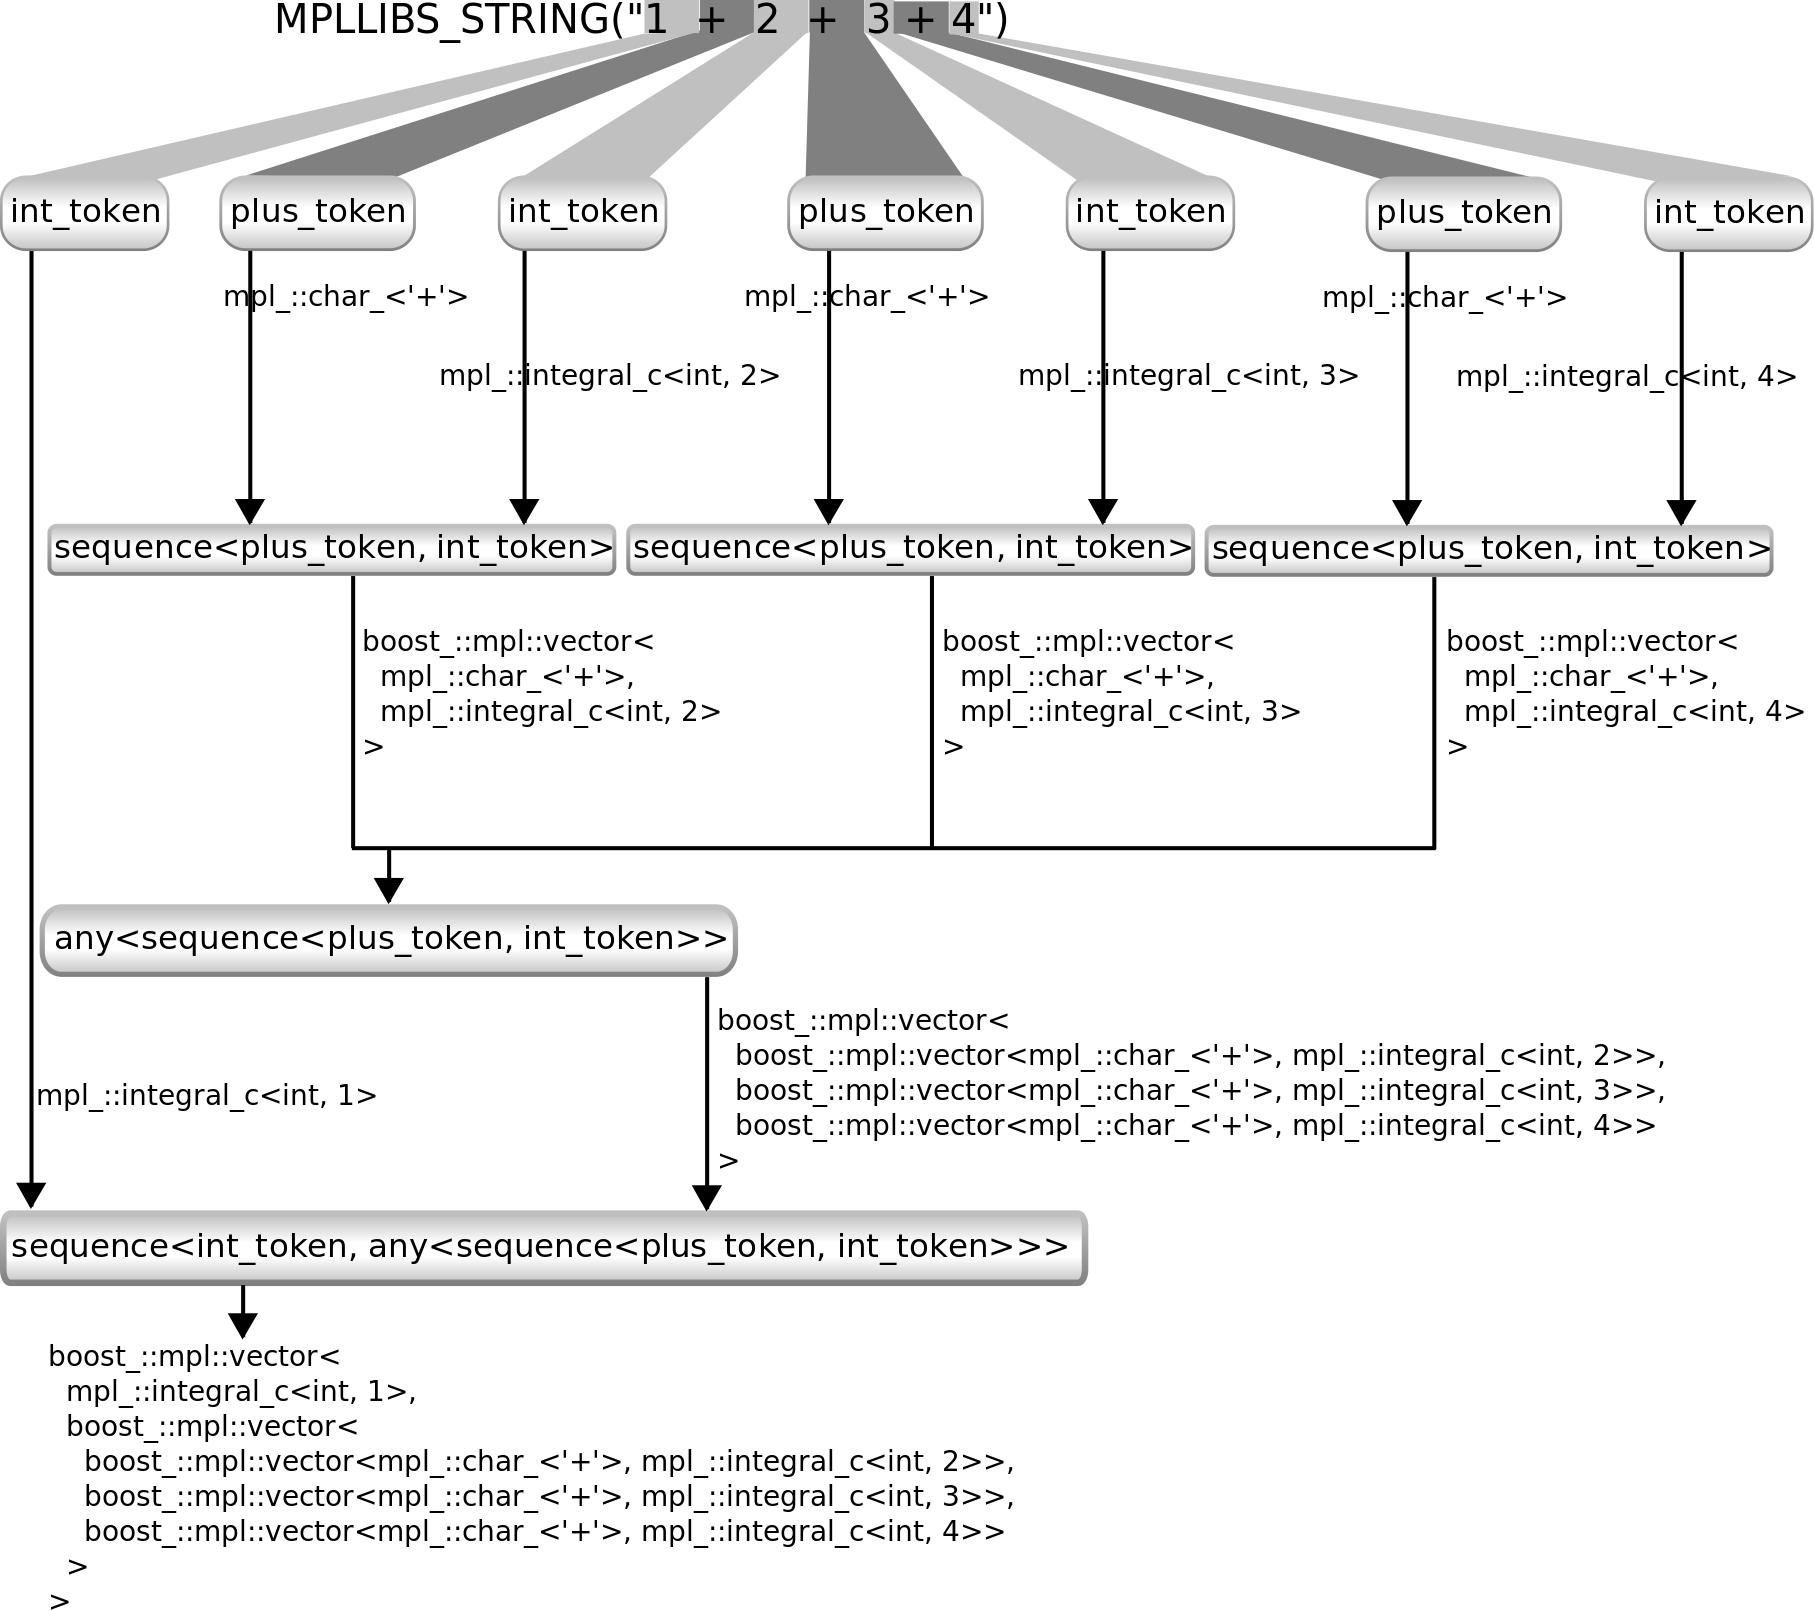 MPLLIBS_STRING("1 + 2 + 3 + 4")
int_token
plus_token
int_token
plus_token
int_token
plus_token
int_token
mpl_::char_<'+'>
mpl_::char_<'+'>
mpl_::char_<'+'>
mpl_::integral_c<int, 2>
mpl_::integral_c<int, 3>
mpl_::integral_c<int, 4>
sequence<plus_token, int_token>
sequence<plus_token, int_token>
sequence<plus_token, int_token>
boost_::mpl::vector<
mpl_::char_<'+'>,
mpl_::integral_c<int, 2>
>
boost_::mpl::vector<
mpl_::char_<'+'>,
mpl_::integral_c<int, 3>
>
boost_::mpl::vector<
mpl_::char_<'+'>,
mpl_::integral_c<int, 4>
>
any<sequence<plus_token, int_token>>
boost_::mpl::vector<
boost_::mpl::vector<mpl_::char_<'+'>, mpl_::integral_c<int, 2>>,
boost_::mpl::vector<mpl_::char_<'+'>, mpl_::integral_c<int, 3>>,
boost_::mpl::vector<mpl_::char_<'+'>, mpl_::integral_c<int, 4>>
>
mpl_::integral_c<int, 1>
sequence<int_token, any<sequence<plus_token, int_token>>>
boost_::mpl::vector<
mpl_::integral_c<int, 1>,
boost_::mpl::vector<
boost_::mpl::vector<mpl_::char_<'+'>, mpl_::integral_c<int, 2>>,
boost_::mpl::vector<mpl_::char_<'+'>, mpl_::integral_c<int, 3>>,
boost_::mpl::vector<mpl_::char_<'+'>, mpl_::integral_c<int, 4>>
>
>